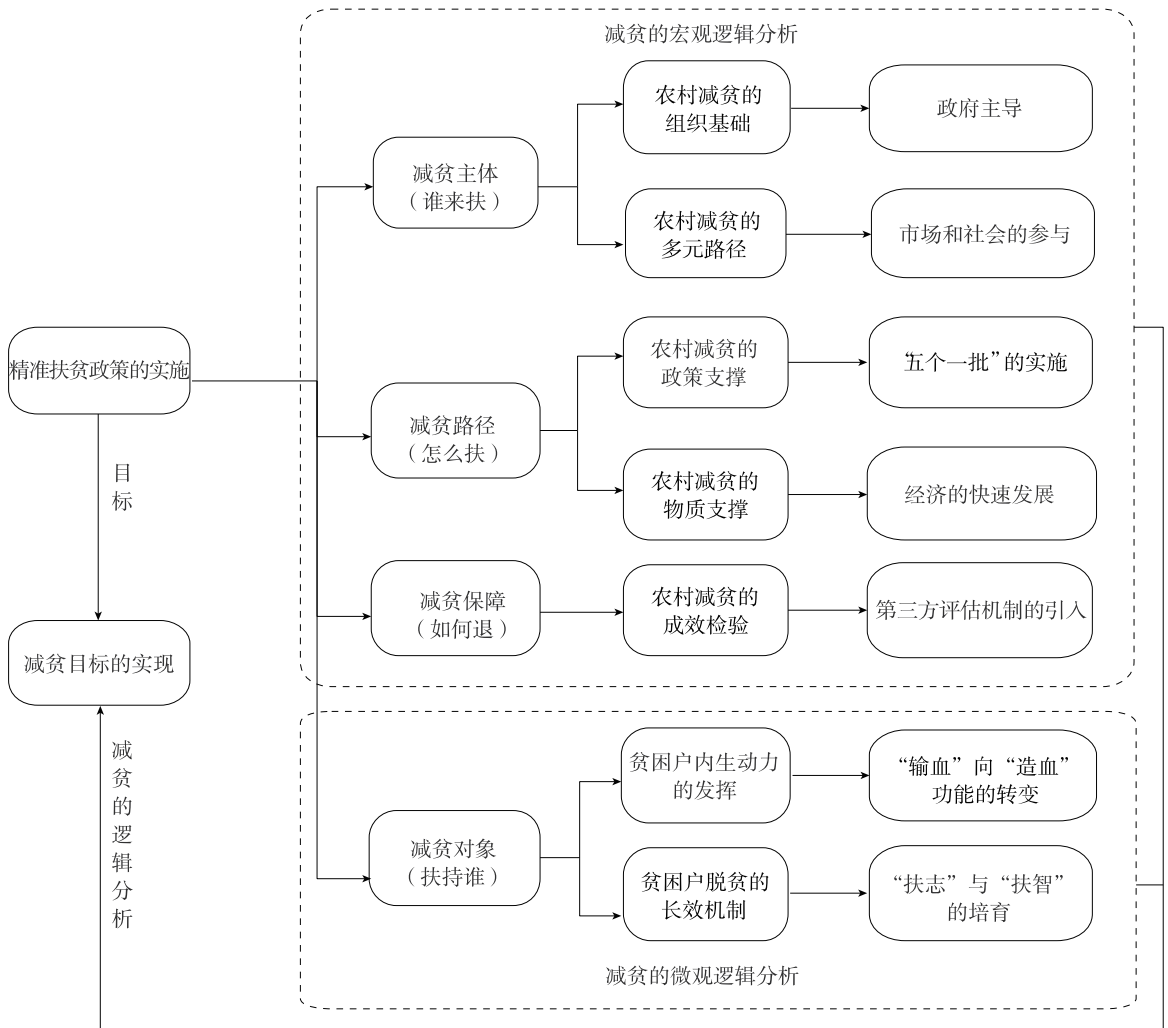 减贫的宏观逻辑分析
农村减贫的
组织基础
政府主导
减贫主体
（谁来扶）
农村减贫的
多元路径
市场和社会的参与
精准扶贫政策的实施
农村减贫的
政策支撑
“五个一批”的实施
减贫路径
（怎么扶）
目标
农村减贫的
物质支撑
经济的快速发展
减贫保障
（如何退）
农村减贫的
成效检验
第三方评估机制的引入
减贫目标的实现
减贫的逻辑分析
贫困户内生动力
的发挥
“输血”向“造血”
功能的转变
减贫对象
（扶持谁）
贫困户脱贫的
长效机制
“扶志”与“扶智”
的培育
减贫的微观逻辑分析